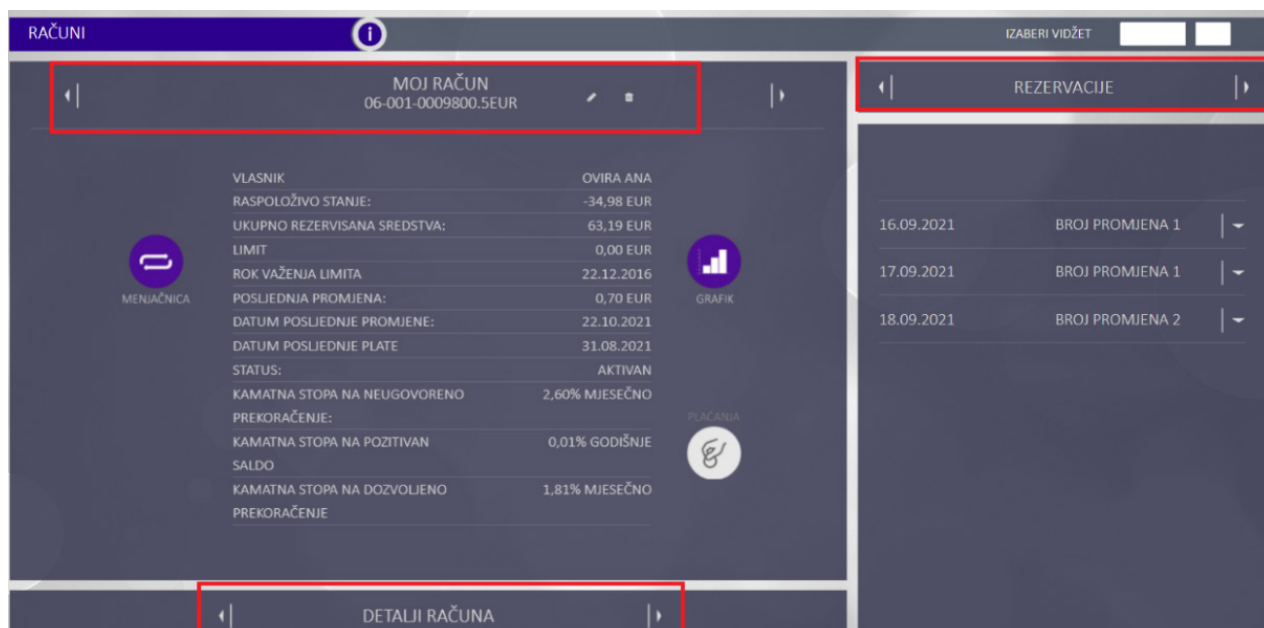 RAČUNI
i
IZABERI VIDŽET
MOJ RAČUN
06-001-0009800.5EUR
REZERVACIJE
VLASNIK OVIRA ANA
RASPOLOŽIVO STANJE: -34,98 EUR
UKUPNO REZERVISANA SREDSTVA: 63,19 EUR
LIMIT 0,00 EUR
ROK VAŽENJA LIMITA 22.12.2016
POSLJEDNJA PROMJENA: 0,70 EUR
DATUM POSLJEDNJE PROMJENE: 22.10.2021
DATUM POSLJEDNJE PLATE 31.08.2021
STATUS: AKTIVAN
KAMATNA STOPA NA NEUGOVORENO 2,60% MJESEČNO
PREKORAČENJE:
KAMATNA STOPA NA POZITIVAN 0,01% GODIŠNJE
SALDO
KAMATNA STOPA NA DOZVOLJENO 1,81% MJESEČNO
PREKORAČENJE
MENJAČNICA
GRAFIK
PLAĆANJA
16.09.2021 BROJ PROMJENA 1
17.09.2021 BROJ PROMJENA 1
18.09.2021 BROJ PROMJENA 2
DETALJI RAČUNA